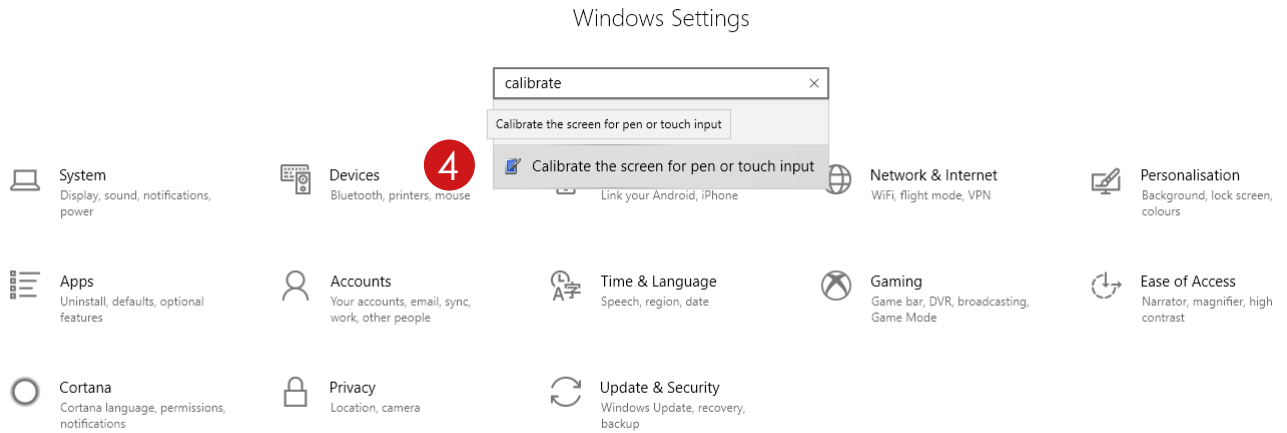 Windows Settings
calibrate
Calibrate the screen for pen or touch input
4
Calibrate the screen for pen or touch input
System
Display, sound, notifications,
power
Devices
Bluetooth, printers, mouse
Link your Android, iPhone
Network & Internet
WiFi, flight mode, VPN
Personalisation
Background, lock screen,
colours
Apps
Uninstall, defaults, optional
features
Accounts
Your accounts, email, sync,
work, other people
Time & Language
Speech, region, date
Gaming
Game bar, DVR, broadcasting,
Game Mode
Ease of Access
Narrator, magnifier, high
contrast
Cortana
Cortana language, permissions,
notifications
Privacy
Location, camera
Update & Security
Windows Update, recovery,
backup